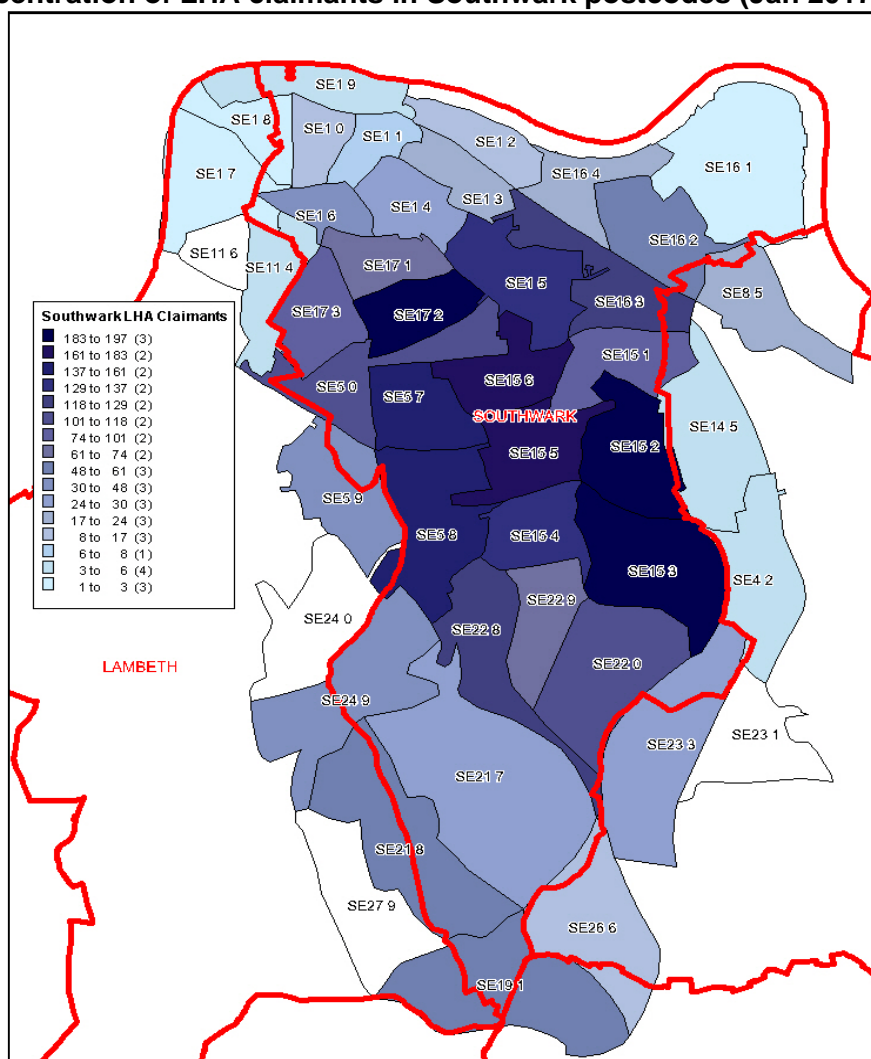 LHA claimants in Southwark postcodes (Jan 2017
SE1 9
SE1 8
SE1 0
SE1 1
SE1 2
SE16 1
SE1 7
SE16 4
SE1 3
SE1 4
SE1 6
SE16 2
SE11 6
SE11 4
SE17 1
SE1 5
SE8 5
SE16 3
SE17 3
SE17 2
Southwark LHA Claimants
183 to 197 (3)
161 to 183 (2)
137 to 161 (2)
129 to 137 (2)
118 to 129 (2)
101 to 118 (2)
74 to 101 (2)
61 to 74 (2)
48 to 61 (3)
30 to 48 (3)
24 to 30 (3)
17 to 24 (3)
8 to 17 (3)
6 to 8 (1)
3 to 6 (4)
1 to 3 (3)
SE15 1
SE15 6
SE5 0
SE5 7
SOUTHWARK
SE14 5
SE15 2
SE15 5
SE5 9
SE5 8
SE15 4
SE15 3
SE4 2
SE22 9
SE24 0
SE22 8
SE22 0
LAMBETH
SE24 9
SE23 1
SE23 3
SE21 7
SE21 8
SE27 9
SE26 6
SE19 1